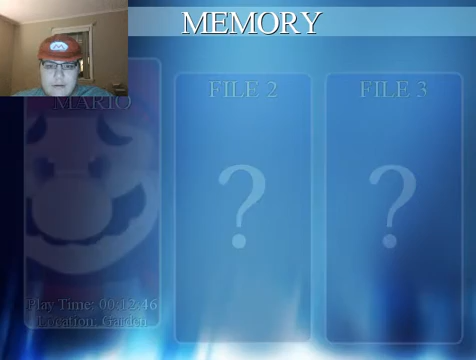 MEMORY
MARIO
FILE 2
FILE 3
?
?
Play Time: 00:12:46
Location: Garden